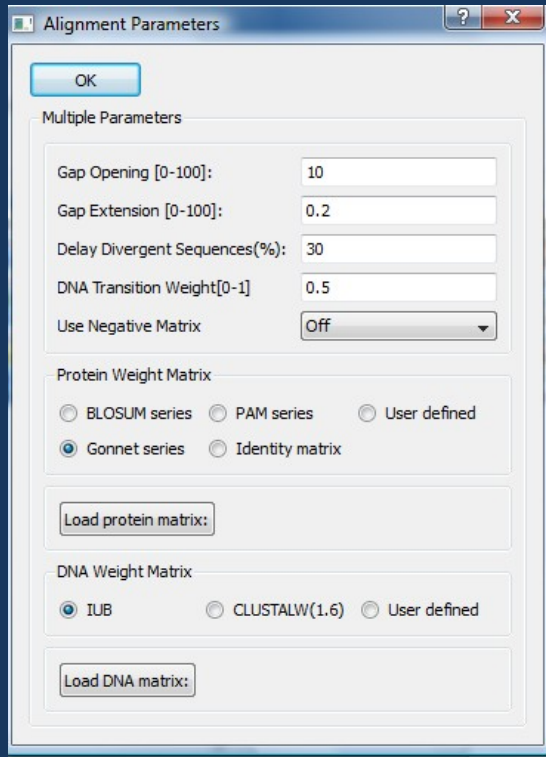 Alignment Parameters
OK
Multiple Parameters
Gap Opening [0-100]: 10
Gap Extension [0-100]: 0.2
Delay Divergent Sequences(%): 30
DNA Transition Weight[0-1] 0.5
Use Negative Matrix Off
Protein Weight Matrix
BLOSUM series PAM series User defined
Gonnet series Identity matrix
Load protein matrix:
DNA Weight Matrix
IUB CLUSTALW(1.6) User defined
Load DNA matrix: